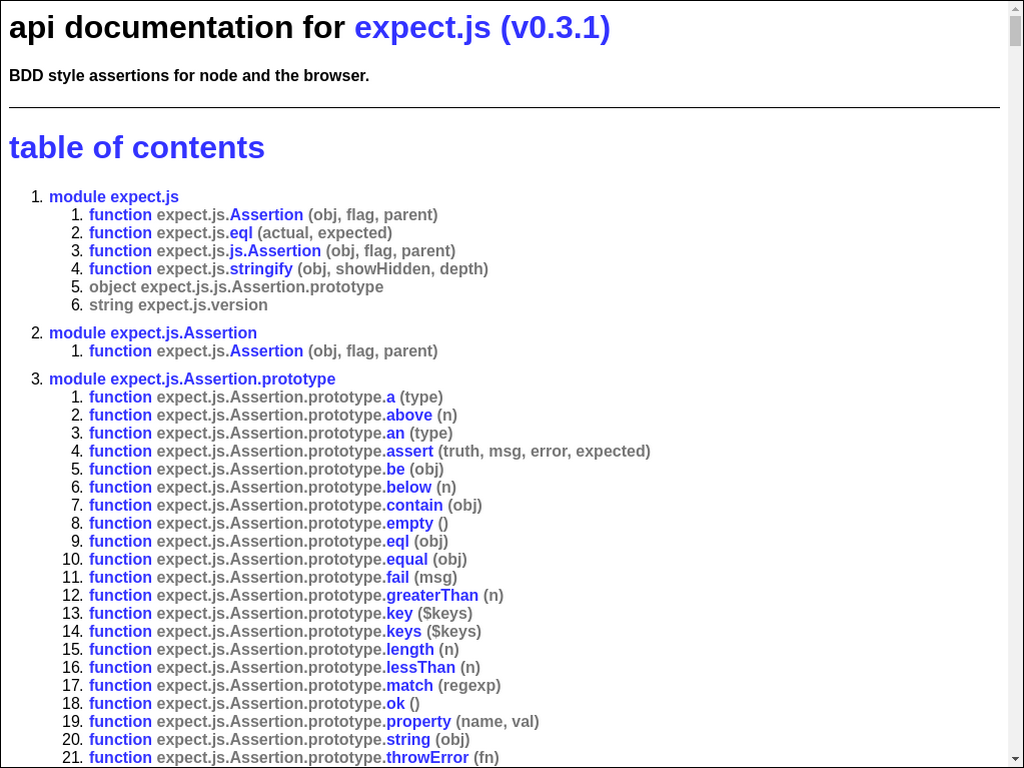 api documentation for expect.js (v0.3.1)
BDD style assertions for node and the browser.
table of contents
1. module expect.js
1. function expect.js.Assertion (obj, flag, parent)
2. function expect.js.eql (actual, expected)
3. function expect.js.js.Assertion (obj, flag, parent)
4. function expect.js.stringify (obj, showHidden, depth)
5. object expect.js.js.Assertion.prototype
6. string expect.js.version
2. module expect.js.Assertion
1. function expect.js.Assertion (obj, flag, parent)
3. module expect.js.Assertion.prototype
1. function expect.js.Assertion.prototype.a (type)
2. function expect.js.Assertion.prototype.above (n)
3. function expect.js.Assertion.prototype.an (type)
4. function expect.js.Assertion.prototype.assert (truth, msg, error, expected)
5. function expect.js.Assertion.prototype.be (obj)
6. function expect.js.Assertion.prototype.below (n)
7. function expect.js.Assertion.prototype.contain (obj)
8. function expect.js.Assertion.prototype.empty ()
9. function expect.js.Assertion.prototype.eql (obj)
10. function expect.js.Assertion.prototype.equal (obj)
11. function expect.js.Assertion.prototype.fail (msg)
12. function expect.js.Assertion.prototype.greaterThan (n)
13. function expect.js.Assertion.prototype.key ($keys)
14. function expect.js.Assertion.prototype.keys ($keys)
15. function expect.js.Assertion.prototype.length (n)
16. function expect.js.Assertion.prototype.lessThan (n)
17. function expect.js.Assertion.prototype.match (regexp)
18. function expect.js.Assertion.prototype.ok ()
19. function expect.js.Assertion.prototype.property (name, val)
20. function expect.js.Assertion.prototype.string (obj)
21. function expect.js.Assertion.prototype.throwError (fn)